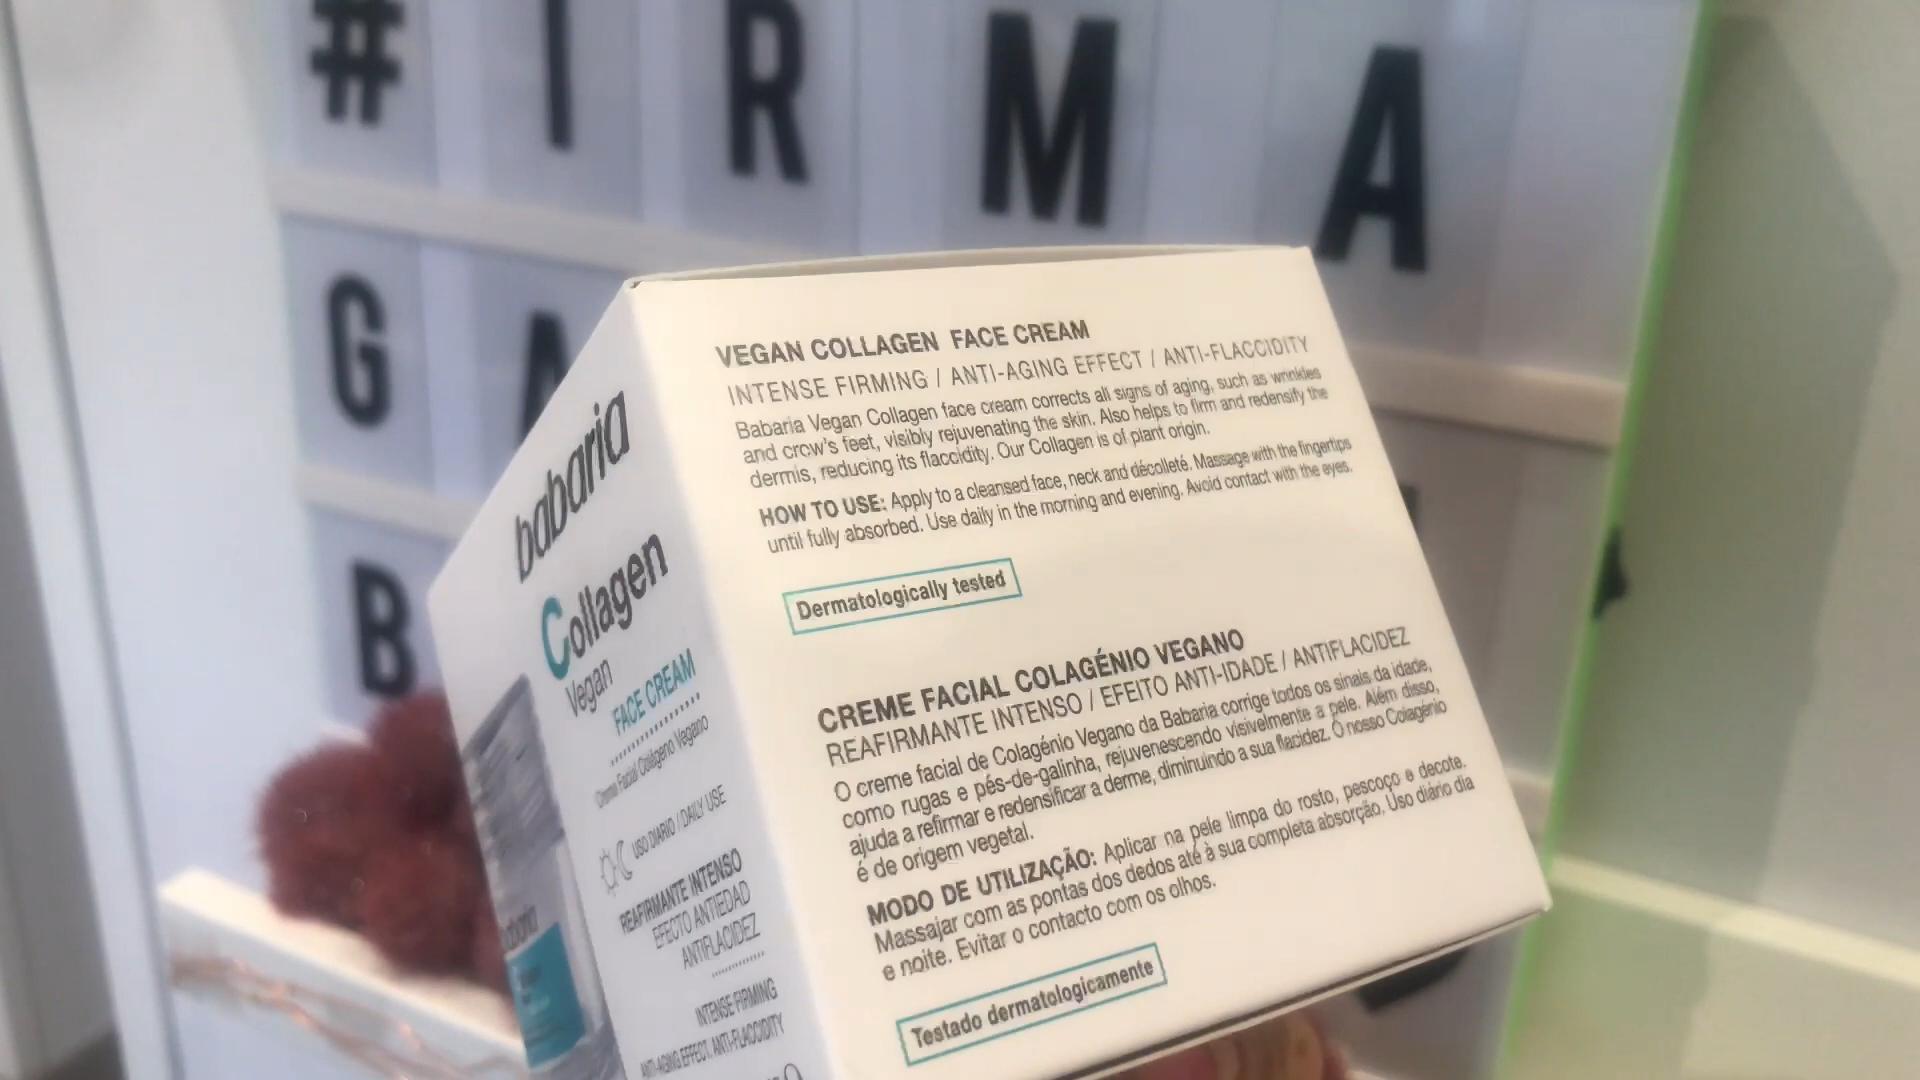 # I R M A
G A
B
babaria
Collagen
Vegan
FACE CREAM
Creme Facial Colágeno Vegano
USO DIARIO / DAILY USE
REAFIRMANTE INTENSO
EFECTO ANTIEDAD
ANTIFLACIDEZ
INTENSE FIRMING
ANTI-AGING EFFECT. ANTI-FLACCIDITY
VEGAN COLLAGEN FACE CREAM
INTENSE FIRMING / ANTI-AGING EFFECT / ANTI-FLACCIDITY
Babaria Vegan Collagen face cream corrects all signs of aging, such as wrinkles
and crow's feet, visibly rejuvenating the skin. Also helps to firm and redensify the
dermis, reducing its flaccidity. Our Collagen is of plant origin.
HOW TO USE: Apply to a cleansed face, neck and décolleté. Massage with the fingertips
until fully absorbed. Use daily in the morning and evening. Avoid contact with the eyes.
Dermatologically tested
CREME FACIAL COLAGÉNIO VEGANO
REAFIRMANTE INTENSO / EFEITO ANTI-IDADE / ANTIFLACIDEZ
O creme facial de Colagénio Vegano da Babaria corrige todos os sinais da idade,
como rugas e pés-de-galinha, rejuvenescendo visivelmente a pele. Além disso,
ajuda a refirmar e redensificar a derme, diminuindo a sua flacidez. O nosso Colagénio
é de origem vegetal.
MODO DE UTILIZAÇÃO: Aplicar na pele limpa do rosto, pescoço e decote.
Massajar com as pontas dos dedos até à sua completa absorção. Uso diário dia
e noite. Evitar o contacto com os olhos.
Testado dermatologicamente